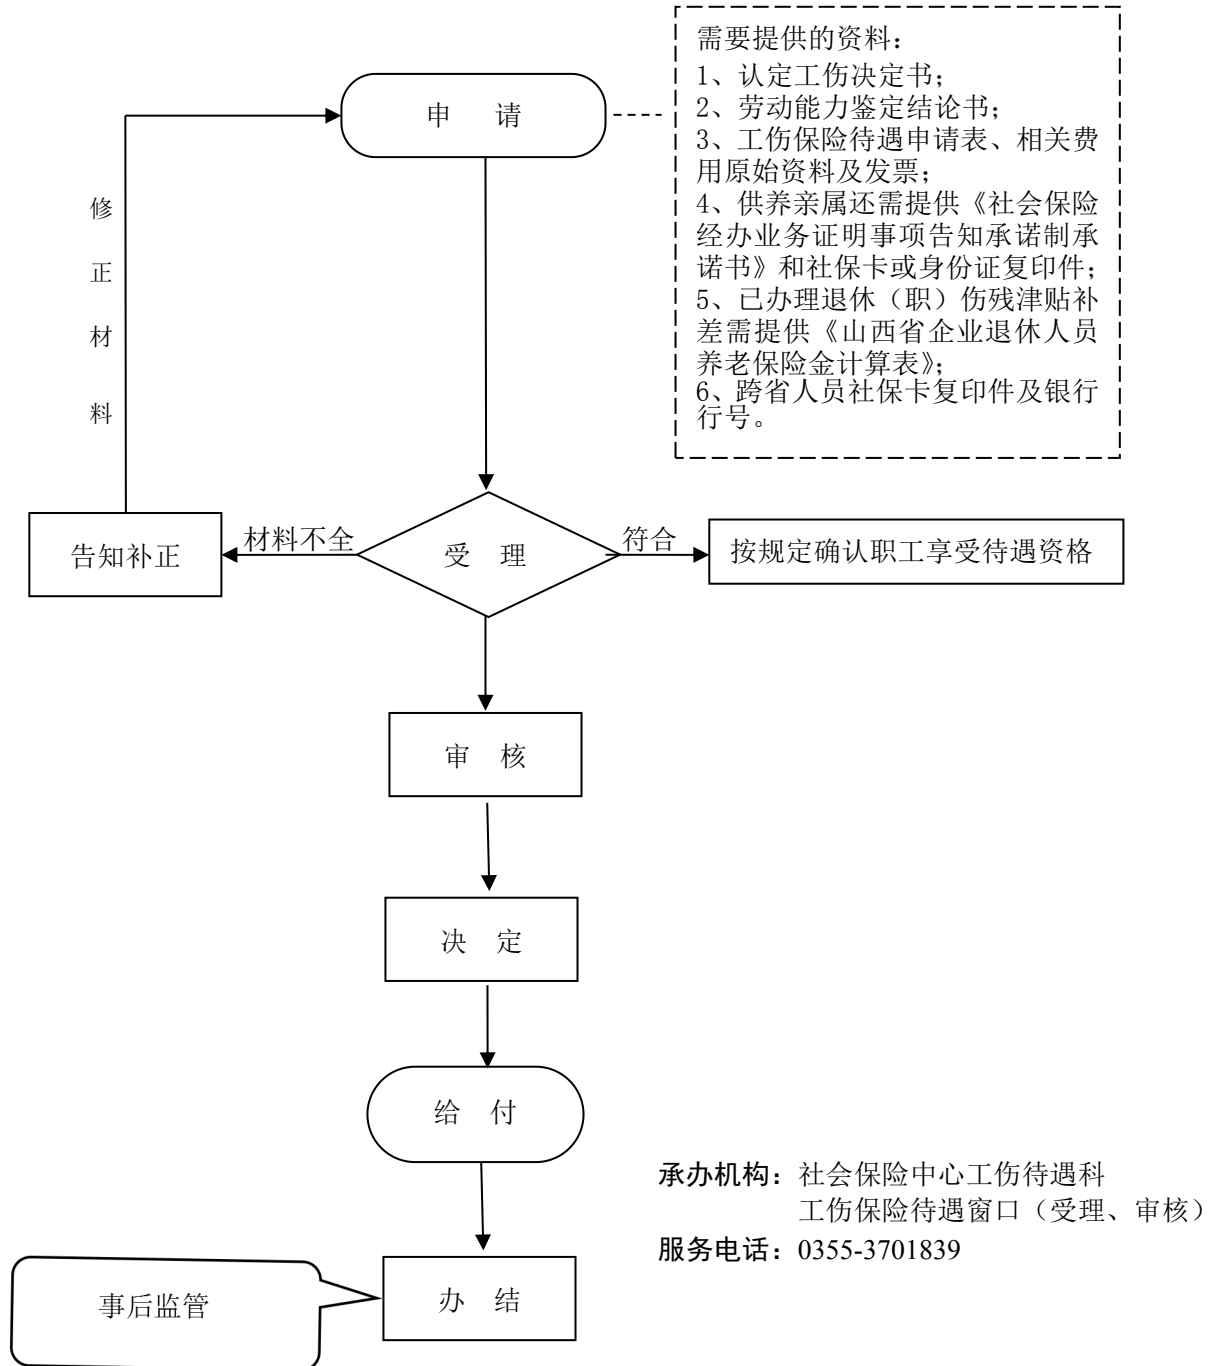 需要提供的资料：
1、认定工伤决定书；
2、劳动能力鉴定结论书；
3、工伤保险待遇申请表、相关费
用原始资料及发票；
4、供养亲属还需提供《社会保险
经办业务证明事项告知承诺制承
诺书》和社保卡或身份证复印件；
5、已办理退休（职）伤残津贴补
差需提供《山西省企业退休人员
养老保险金计算表》；
6、跨省人员社保卡复印件及银行
行号。
申 请
修
正
材
料
告知补正
材料不全
受 理
符合
按规定确认职工享受待遇资格
审 核
决 定
给 付
承办机构：社会保险中心工伤待遇科
工伤保险待遇窗口（受理、审核）
服务电话：0355-3701839
事后监管
办 结